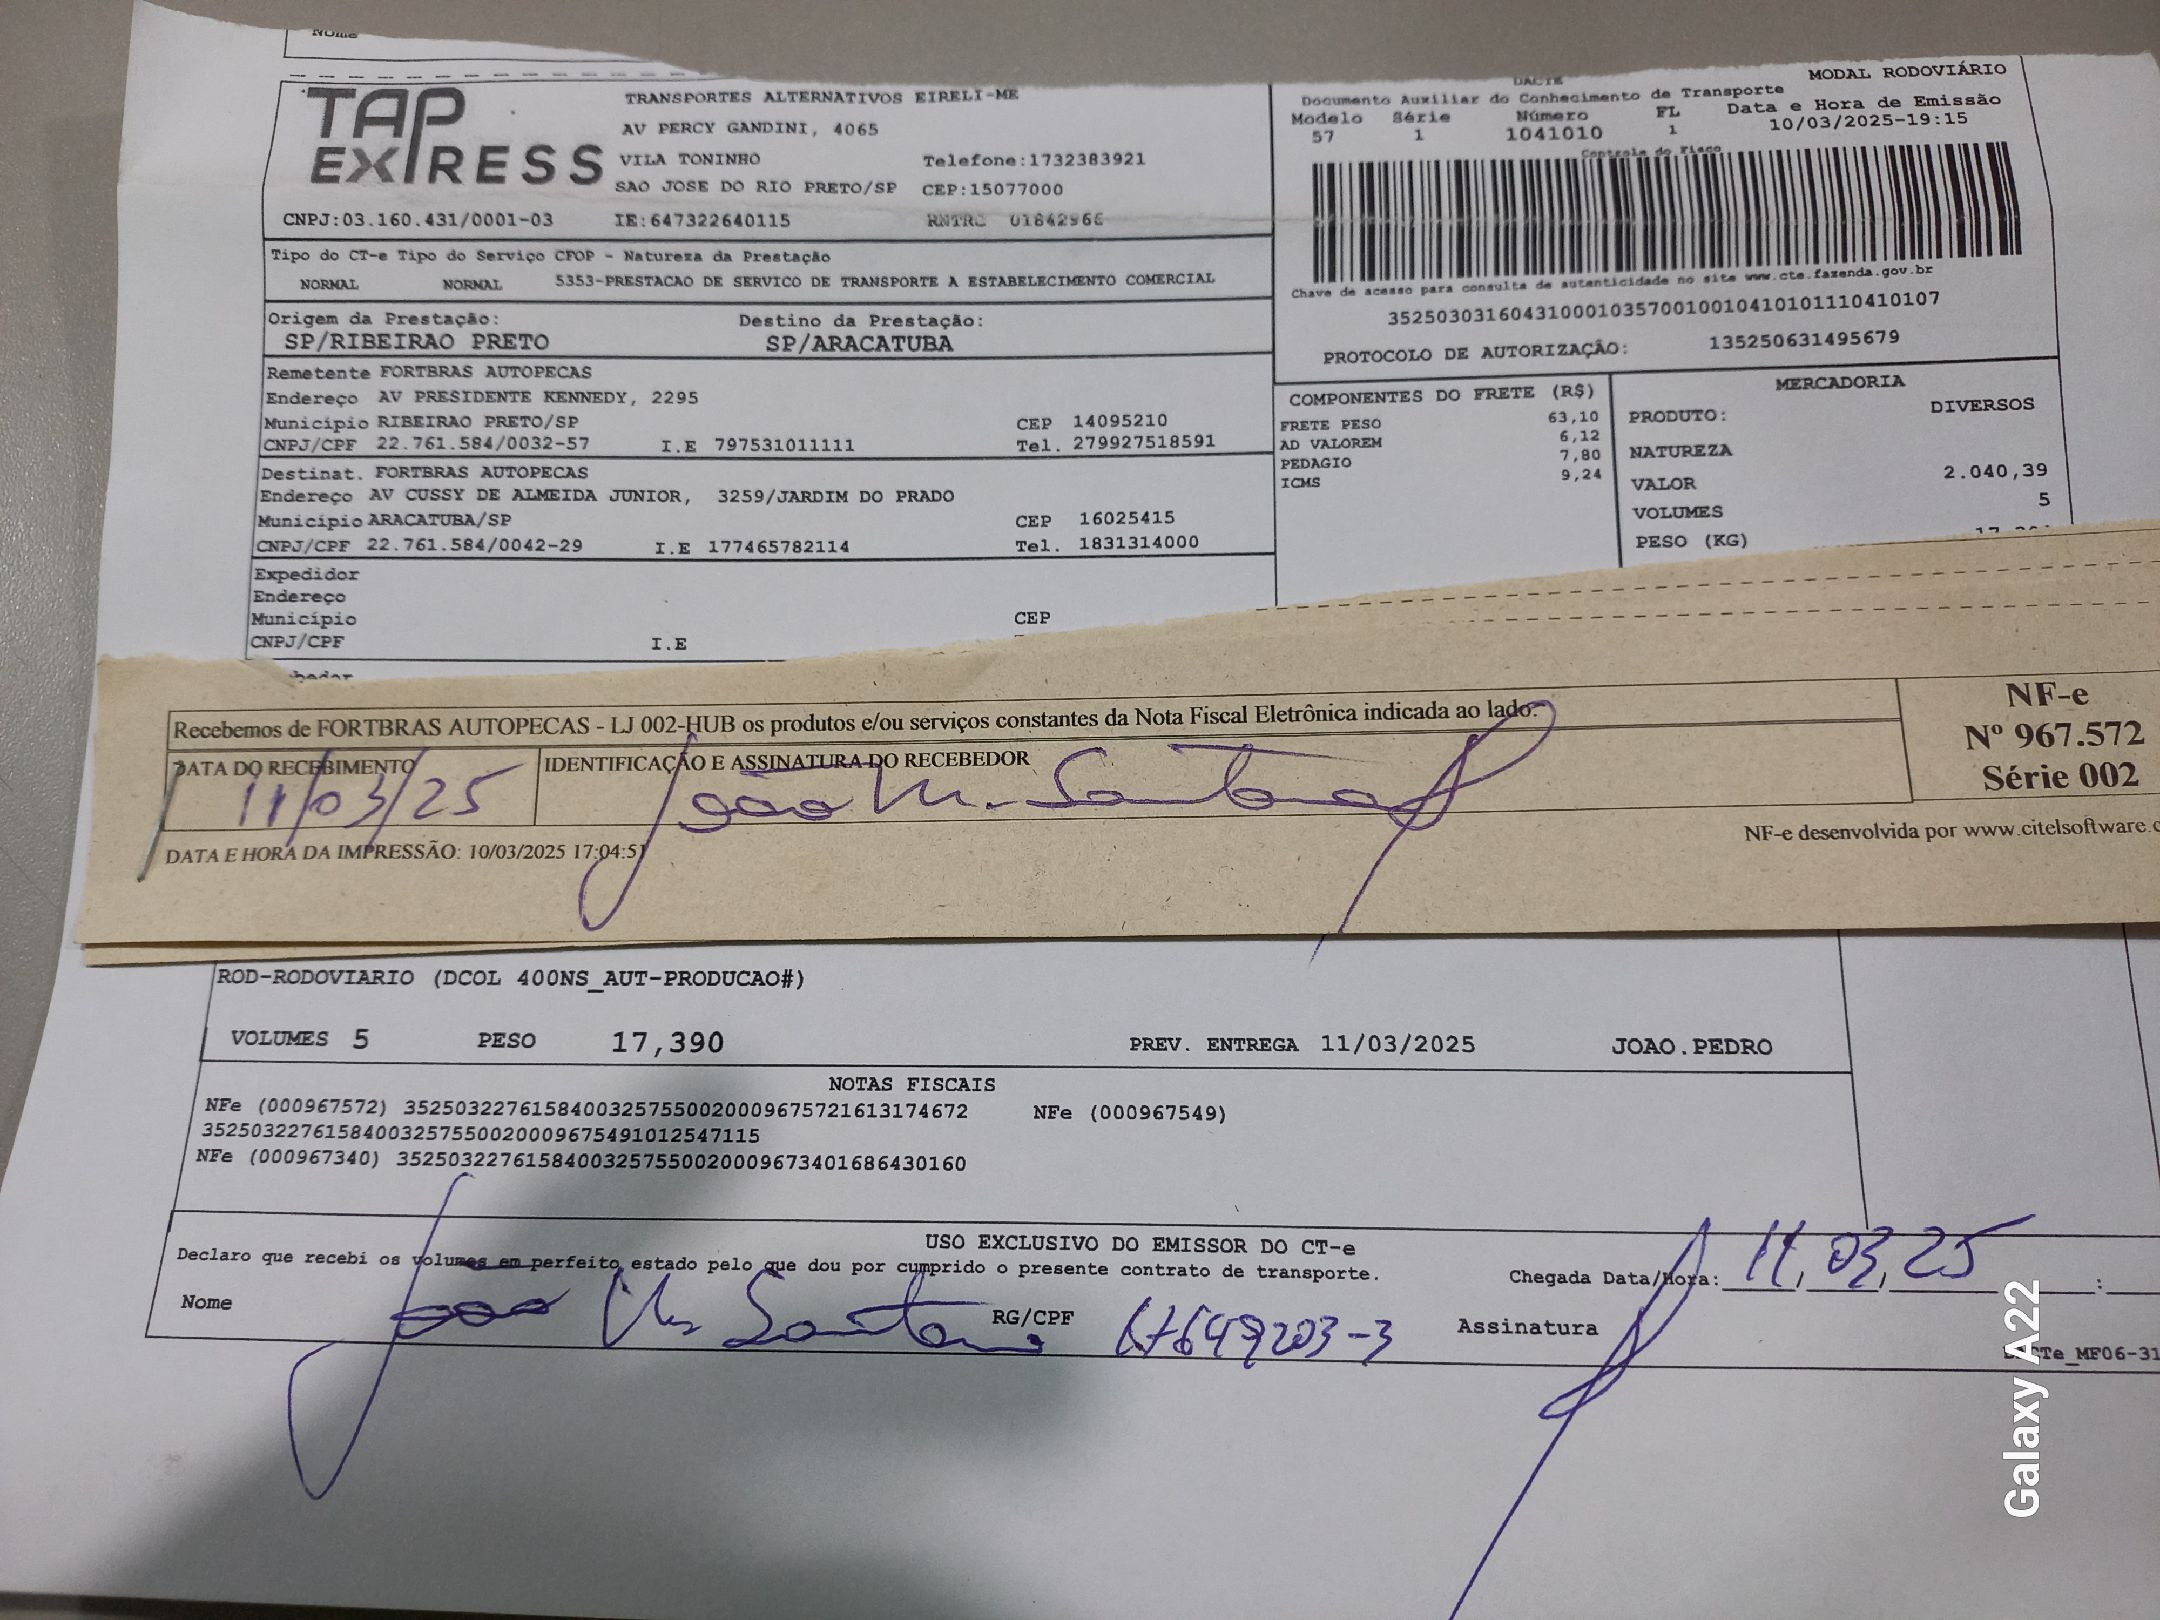 Nome
TAP EXPRESS
TRANSPORTES ALTERNATIVOS EIRELI-ME
AV PERCY GANDINI, 4065
VILA TONINHO Telefone:1732383921
SAO JOSE DO RIO PRETO/SP CEP:15077000
CNPJ:03.160.431/0001-03 IE:647322640115 RNTRC 01842966
DACTE MODAL RODOVIÁRIO
Documento Auxiliar do Conhecimento de Transporte
Modelo Série Número FL Data e Hora de Emissão
57 1 1041010 1 10/03/2025-19:15
Controle do Fisco
Chave de acesso para consulta de autenticidade no site www.cte.fazenda.gov.br
35250303160431000103570010010410101110410107
PROTOCOLO DE AUTORIZAÇÃO: 135250631495679
Tipo do CT-e Tipo do Serviço CFOP - Natureza da Prestação
NORMAL NORMAL 5353-PRESTACAO DE SERVICO DE TRANSPORTE A ESTABELECIMENTO COMERCIAL
Origem da Prestação: Destino da Prestação:
SP/RIBEIRAO PRETO SP/ARACATUBA
Remetente FORTBRAS AUTOPECAS
Endereço AV PRESIDENTE KENNEDY, 2295
Município RIBEIRAO PRETO/SP CEP 14095210
CNPJ/CPF 22.761.584/0032-57 I.E 797531011111 Tel. 279927518591
Destinat. FORTBRAS AUTOPECAS
Endereço AV CUSSY DE ALMEIDA JUNIOR, 3259/JARDIM DO PRADO
Município ARACATUBA/SP CEP 16025415
CNPJ/CPF 22.761.584/0042-29 I.E 177465782114 Tel. 1831314000
Expedidor
Endereço
Município CEP
CNPJ/CPF I.E
COMPONENTES DO FRETE (R$)
FRETE PESO 63,10
AD VALOREM 6,12
PEDAGIO 7,80
ICMS 9,24
MERCADORIA
PRODUTO: DIVERSOS
NATUREZA
VALOR 2.040,39
VOLUMES 5
PESO (KG)
Recebemos de FORTBRAS AUTOPECAS - LJ 002-HUB os produtos e/ou serviços constantes da Nota Fiscal Eletrônica indicada ao lado.
DATA DO RECEBIMENTO IDENTIFICAÇÃO E ASSINATURA DO RECEBEDOR
11/03/25 João M. Santana
NF-e
Nº 967.572
Série 002
DATA E HORA DA IMPRESSÃO: 10/03/2025 17:04:51
NF-e desenvolvida por www.citelsoftware.c
ROD-RODOVIARIO (DCOL 400NS_AUT-PRODUCAO#)
VOLUMES 5 PESO 17,390 PREV. ENTREGA 11/03/2025 JOAO.PEDRO
NOTAS FISCAIS
NFe (000967572) 35250322761584003257550020009675721613174672 NFe (000967549)
35250322761584003257550020009675491012547115
NFe (000967340) 35250322761584003257550020009673401686430160
USO EXCLUSIVO DO EMISSOR DO CT-e
Declaro que recebi os volumes em perfeito estado pelo que dou por cumprido o presente contrato de transporte.
Chegada Data/Hora: 11/03/25 :
Nome João M. Santana RG/CPF Assinatura
CTe_MF06-31
Galaxy A22